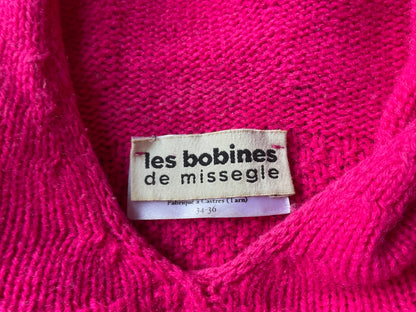 les bobines
de missegle
Fabriqué à Castres (Tarn)
34-36